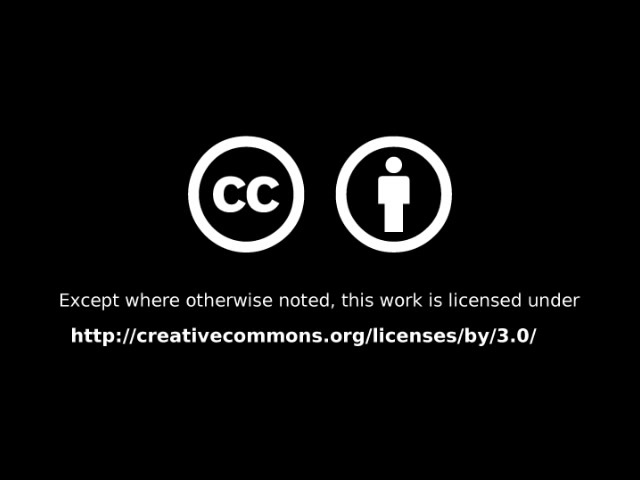 cc
Except where otherwise noted, this work is licensed under
http://creativecommons.org/licenses/by/3.0/